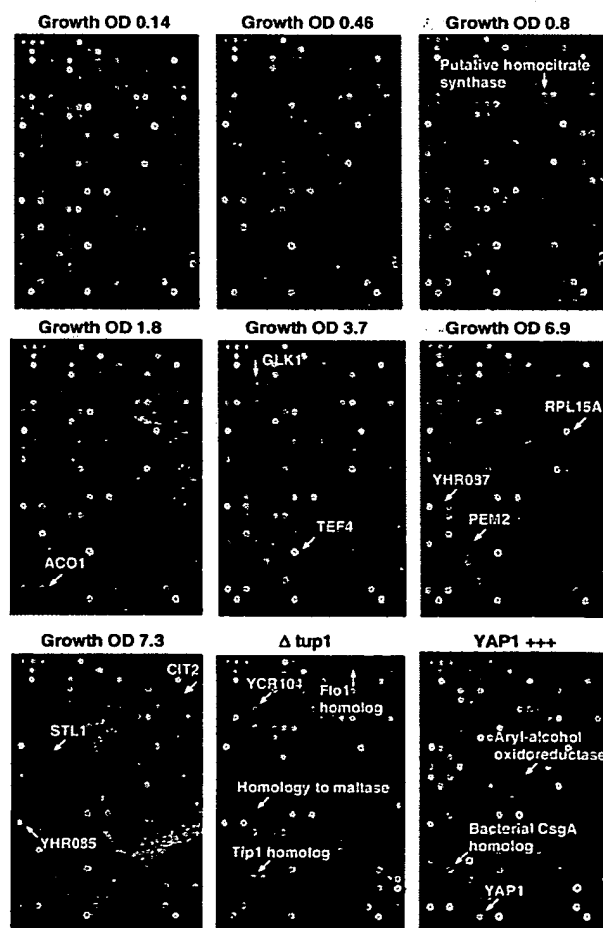 Growth OD 0.14
Growth OD 0.46
Growth OD 0.8
Putative homocitrate
synthase
Growth OD 1.8
Growth OD 3.7
Growth OD 6.9
GLK1
RPL15A
YHR087
PEM2
TEF4
ACO1
Growth OD 7.3
Δ tup1
YAP1 +++
CIT2
YCR104
Flo1
homolog
STL1
Aryl-alcohol
oxidoreductase
Homology to maltase
YHR085
Tip1 homolog
Bacterial CsgA
homolog
YAP1